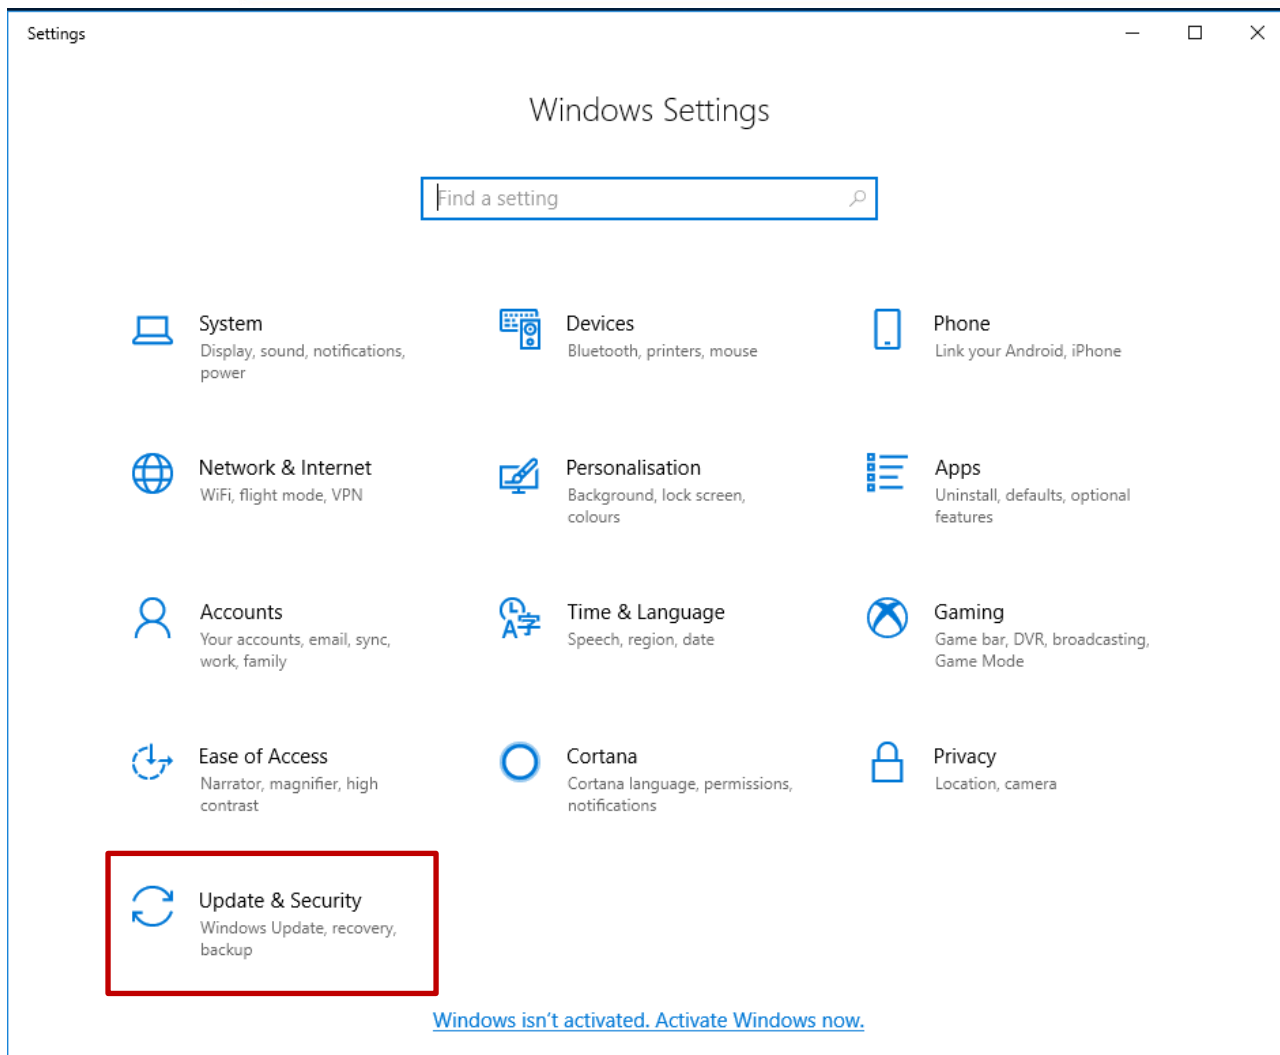 Settings
Windows Settings
Find a setting
System
Display, sound, notifications,
power
Devices
Bluetooth, printers, mouse
Phone
Link your Android, iPhone
Network & Internet
WiFi, flight mode, VPN
Personalisation
Background, lock screen,
colours
Apps
Uninstall, defaults, optional
features
Accounts
Your accounts, email, sync,
work, family
Time & Language
Speech, region, date
Gaming
Game bar, DVR, broadcasting,
Game Mode
Ease of Access
Narrator, magnifier, high
contrast
Cortana
Cortana language, permissions,
notifications
Privacy
Location, camera
Update & Security
Windows Update, recovery,
backup
Windows isn't activated. Activate Windows now.